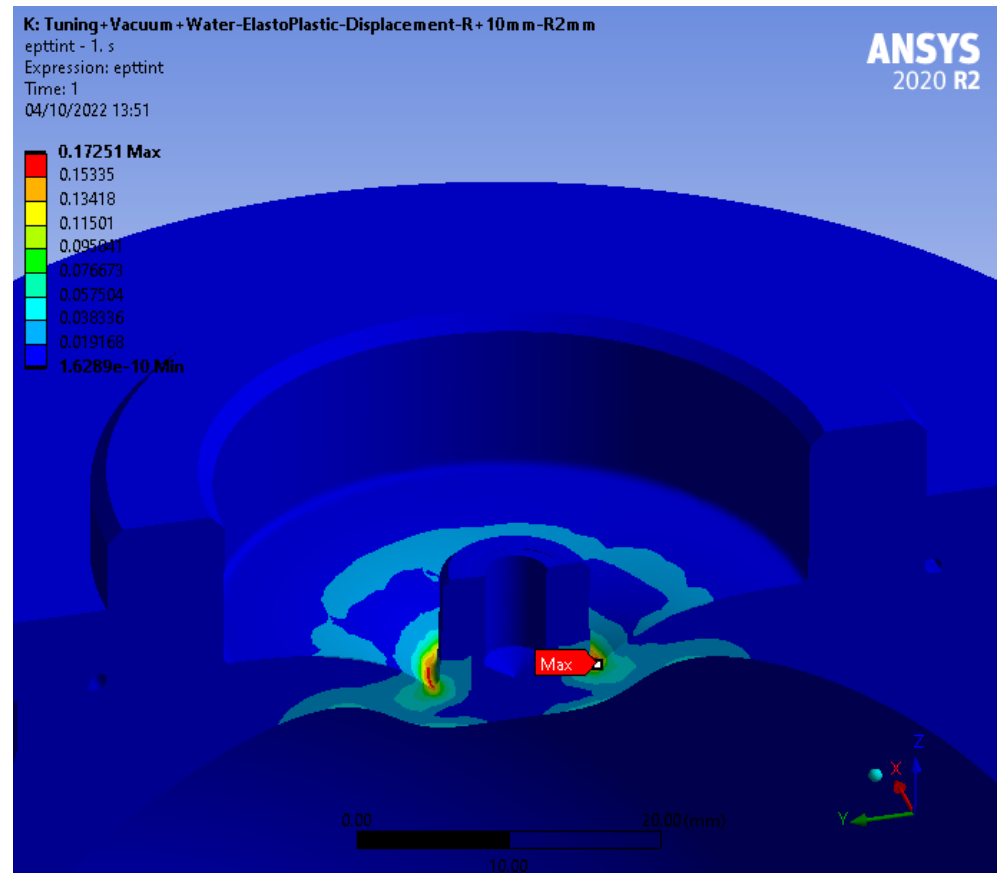 K: Tuning+Vacuum+Water-ElastoPlastic-Displacement-R+10mm-R2mm
epttint - 1. s
Expression: epttint
Time: 1
04/10/2022 13:51
ANSYS
2020 R2
0.17251 Max
0.15335
0.13418
0.11501
0.095841
0.076673
0.057504
0.038336
0.019168
1.6289e-10 Min
Max
Z
X
Y
0.00
20.00 (mm)
10.00